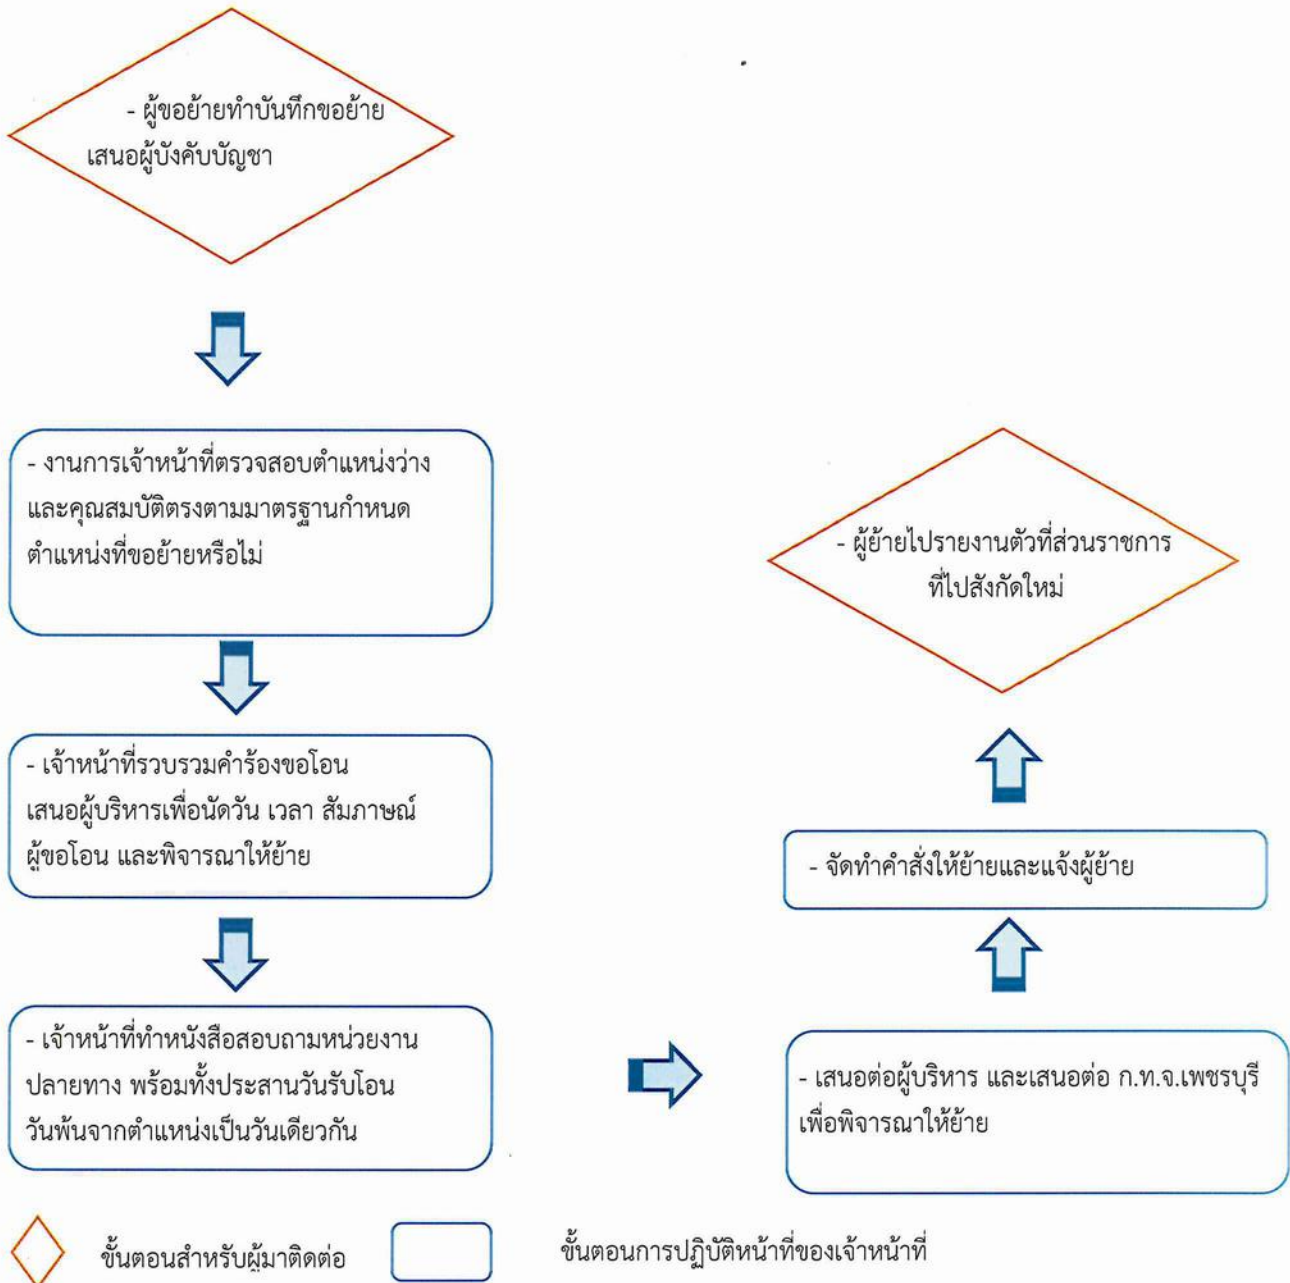 - ผู้ขอย้ายทำบันทึกขอย้าย
เสนอผู้บังคับบัญชา
- งานการเจ้าหน้าที่ตรวจสอบตำแหน่งว่าง
และคุณสมบัติตรงตามมาตรฐานกำหนด
ตำแหน่งที่ขอย้ายหรือไม่
- เจ้าหน้าที่รวบรวมคำร้องขอโอน
เสนอผู้บริหารเพื่อนัดวัน เวลา สัมภาษณ์
ผู้ขอโอน และพิจารณาให้ย้าย
- เจ้าหน้าที่ทำหนังสือสอบถามหน่วยงาน
ปลายทาง พร้อมทั้งประสานวันรับโอน
วันพ้นจากตำแหน่งเป็นวันเดียวกัน
- เสนอต่อผู้บริหาร และเสนอต่อ ก.ท.จ.เพชรบุรี
เพื่อพิจารณาให้ย้าย
- จัดทำคำสั่งให้ย้ายและแจ้งผู้ย้าย
- ผู้ย้ายไปรายงานตัวที่ส่วนราชการ
ที่ไปสังกัดใหม่
ขั้นตอนสำหรับผู้มาติดต่อ
ขั้นตอนการปฏิบัติหน้าที่ของเจ้าหน้าที่